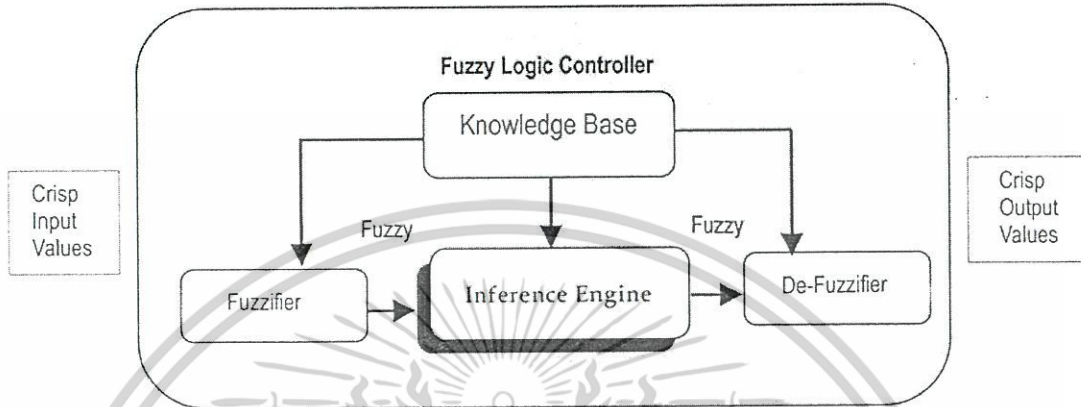 Fuzzy Logic Controller
Knowledge Base
Crisp
Input
Values
Crisp
Output
Values
Fuzzy
Fuzzy
Fuzzifier
Inference Engine
De-Fuzzifier